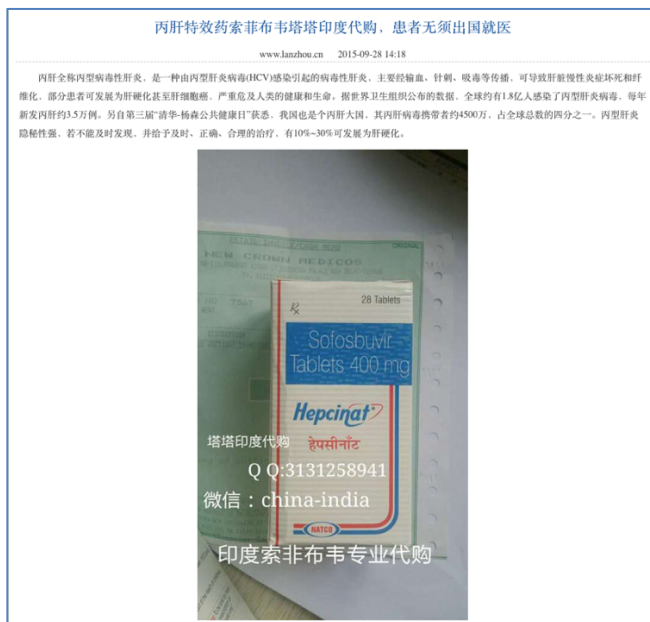 丙肝特效药索菲布韦塔塔印度代购，患者无须出国就医
www.lanzhou.cn 2015-09-28 14:18
丙肝全称丙型病毒性肝炎，是一种由丙型肝炎病毒(HCV)感染引起的病毒性肝炎，主要经输血、针刺、吸毒等传播，可导致肝脏慢性炎症坏死和纤
维化，部分患者可发展为肝硬化甚至肝细胞癌，严重危及人类的健康和生命。据世界卫生组织公布的数据，全球约有1.8亿人感染了丙型肝炎病毒，每年
新发丙肝约3.5万例。另自第三届“清华-杨森公共健康日”获悉，我国也是个丙肝大国，其丙肝病毒携带者约4500万，占全球总数的四分之一。丙型肝炎
隐秘性强，若不能及时发现，并给予及时、正确、合理的治疗，有10%~30%可发展为肝硬化。
ORIGINAL
NEW CROWN MEDICOS
28 Tablets
Rx
Sofosbuvir
Tablets 400 mg
Hepcinat
हेपसीनाँट
塔塔印度代购
Q Q:3131258941
微信：china-india
NATCO
印度索非布韦专业代购